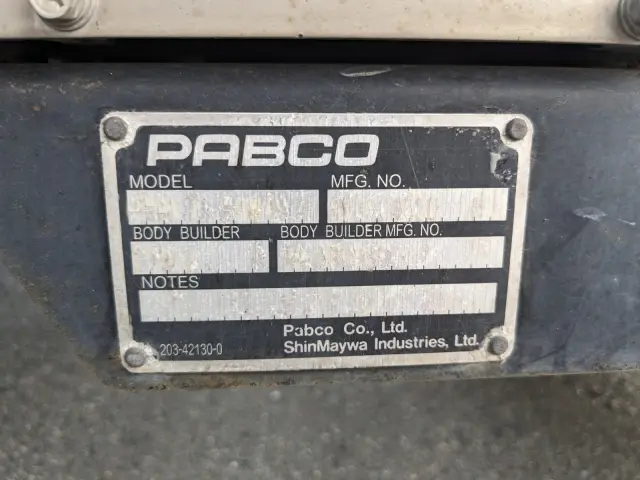 PABCO
MODEL MFG. NO.
BODY BUILDER BODY BUILDER MFG. NO.
NOTES
Pabco Co., Ltd.
203-42130-0 ShinMaywa Industries, Ltd.